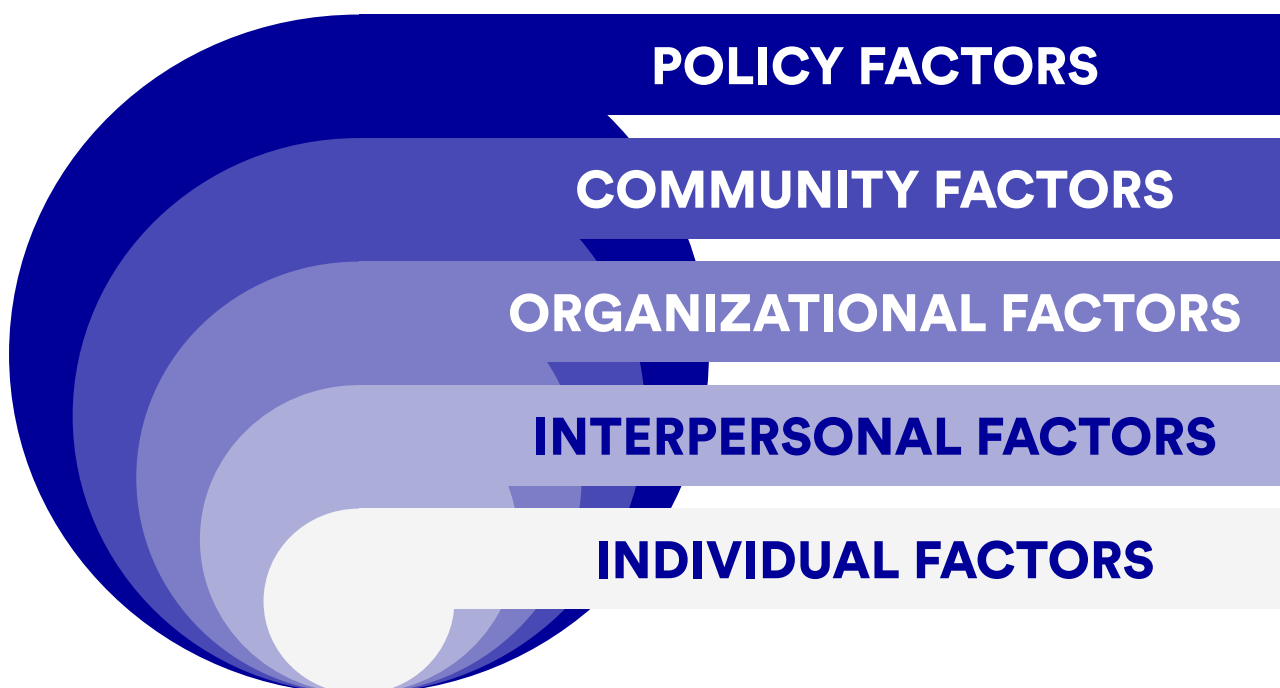 POLICY FACTORS
COMMUNITY FACTORS
ORGANIZATIONAL FACTORS
INTERPERSONAL FACTORS
INDIVIDUAL FACTORS